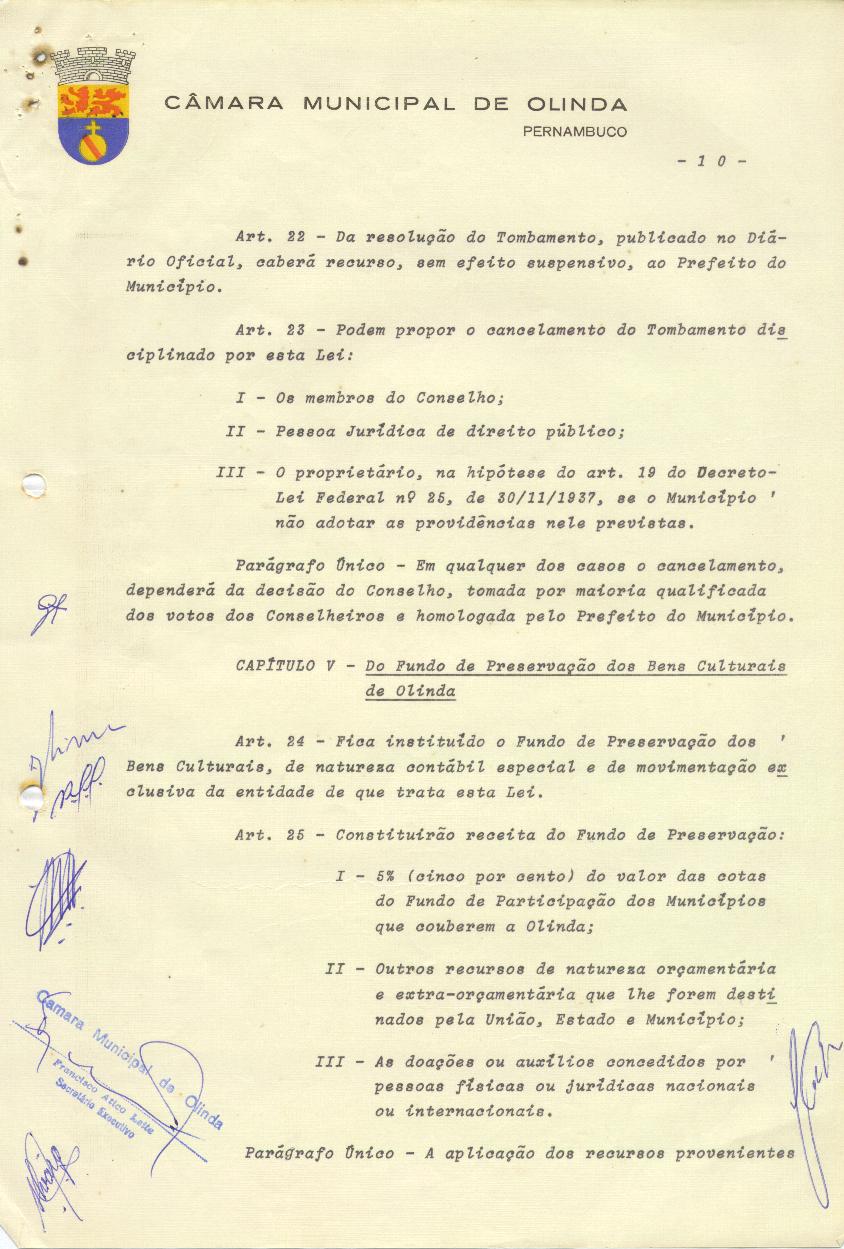 CÂMARA MUNICIPAL DE OLINDA
PERNAMBUCO
- 1 0 -
Art. 22 - Da resolução do Tombamento, publicado no Diá-
rio Oficial, caberá recurso, sem efeito suspensivo, ao Prefeito do
Município.
Art. 23 - Podem propor o cancelamento do Tombamento dis
ciplinado por esta Lei:
I - Os membros do Conselho;
II - Pessoa Jurídica de direito público;
III - O proprietário, na hipótese do art. 19 do Decreto-
Lei Federal nº 25, de 30/11/1937, se o Município '
não adotar as providências nele previstas.
Parágrafo Único - Em qualquer dos casos o cancelamento,
dependerá da decisão do Conselho, tomada por maioria qualificada
dos votos dos Conselheiros e homologada pelo Prefeito do Município.
CAPÍTULO V - Do Fundo de Preservação dos Bens Culturais
de Olinda
Art. 24 - Fica instituído o Fundo de Preservação dos '
Bens Culturais, de natureza contábil especial e de movimentação ex
clusiva da entidade de que trata esta Lei.
Art. 25 - Constituirão receita do Fundo de Preservação:
I - 5% (cinco por cento) do valor das cotas
do Fundo de Participação dos Municípios
que couberem a Olinda;
II - Outros recursos de natureza orçamentária
e extra-orçamentária que lhe forem desti
nados pela União, Estado e Município;
III - As doações ou auxílios concedidos por '
pessoas físicas ou jurídicas nacionais
ou internacionais.
Parágrafo Único - A aplicação dos recursos provenientes
Câmara Municipal de Olinda
Francisco Atico Leite
Secretário Executivo